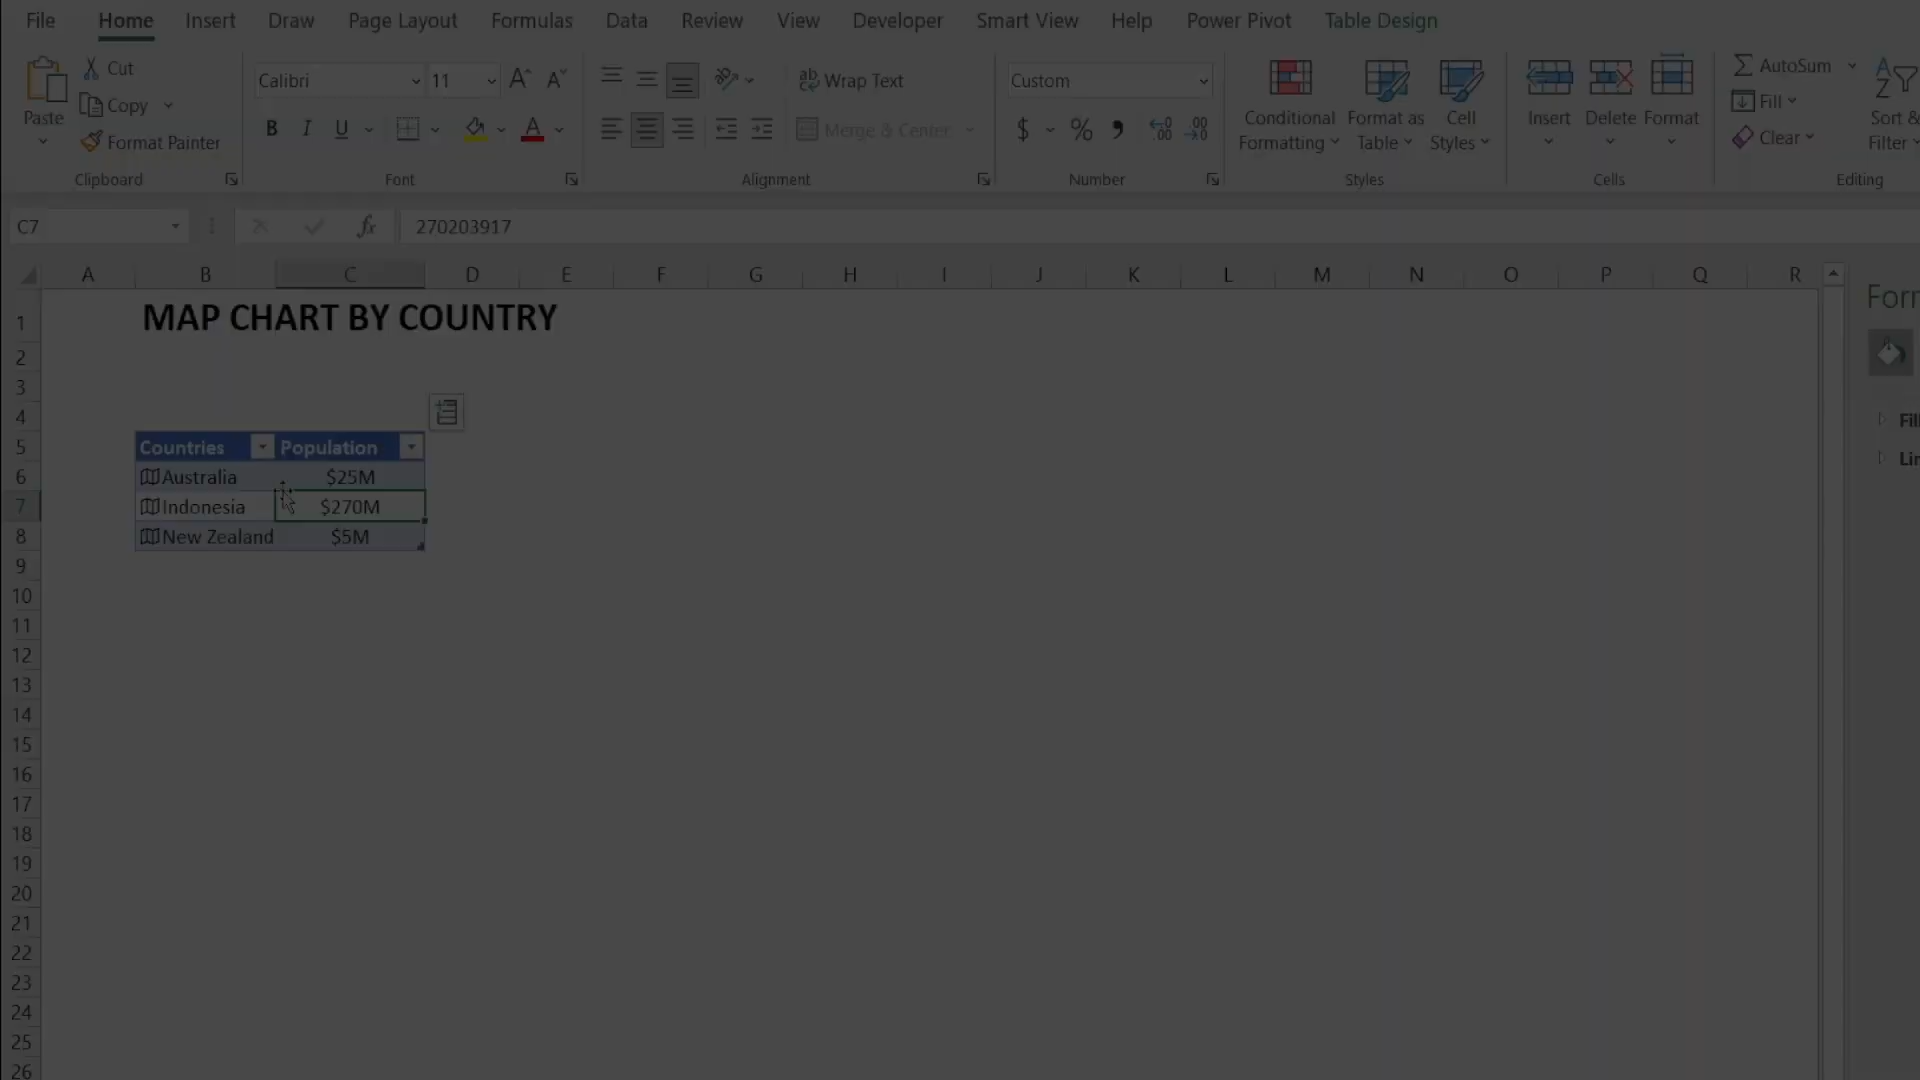 File Home Insert Draw Page Layout Formulas Data Review View Developer Smart View Help Power Pivot Table Design
Paste
Cut
Copy
Format Painter
Clipboard
Calibri 11
B I U
Font
Wrap Text
Merge & Center
Alignment
Custom
$ %
Number
Conditional Formatting
Format as Table
Cell Styles
Styles
Insert
Delete
Format
Cells
AutoSum
Fill
Clear
Sort &
Filter
Editing
C7 fx 270203917
A B C D E F G H I J K L M N O P Q R
1 MAP CHART BY COUNTRY
2
3
4
5 Countries Population
6 Australia $25M
7 Indonesia $270M
8 New Zealand $5M
9
10
11
12
13
14
15
16
17
18
19
20
21
22
23
24
25
26